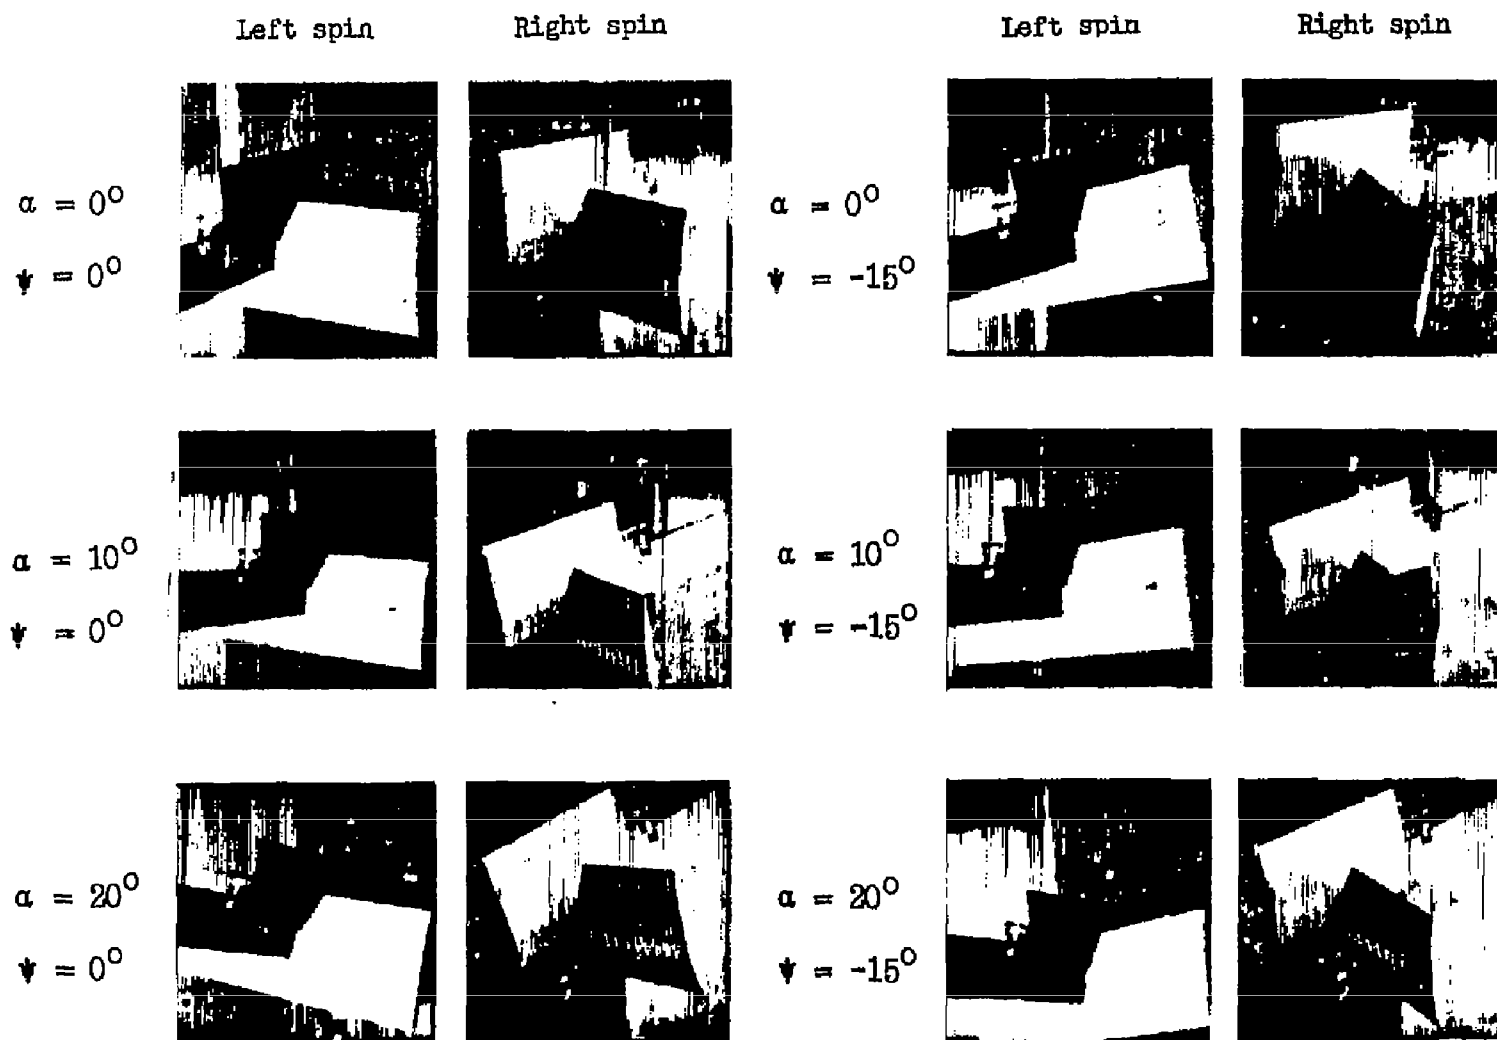 Left spin Right spin Left spin Right spin
α = 0° α = 0°
ψ = 0° ψ = -15°
α = 10° α = 10°
ψ = 0° ψ = -15°
α = 20° α = 20°
ψ = 0° ψ = -15°